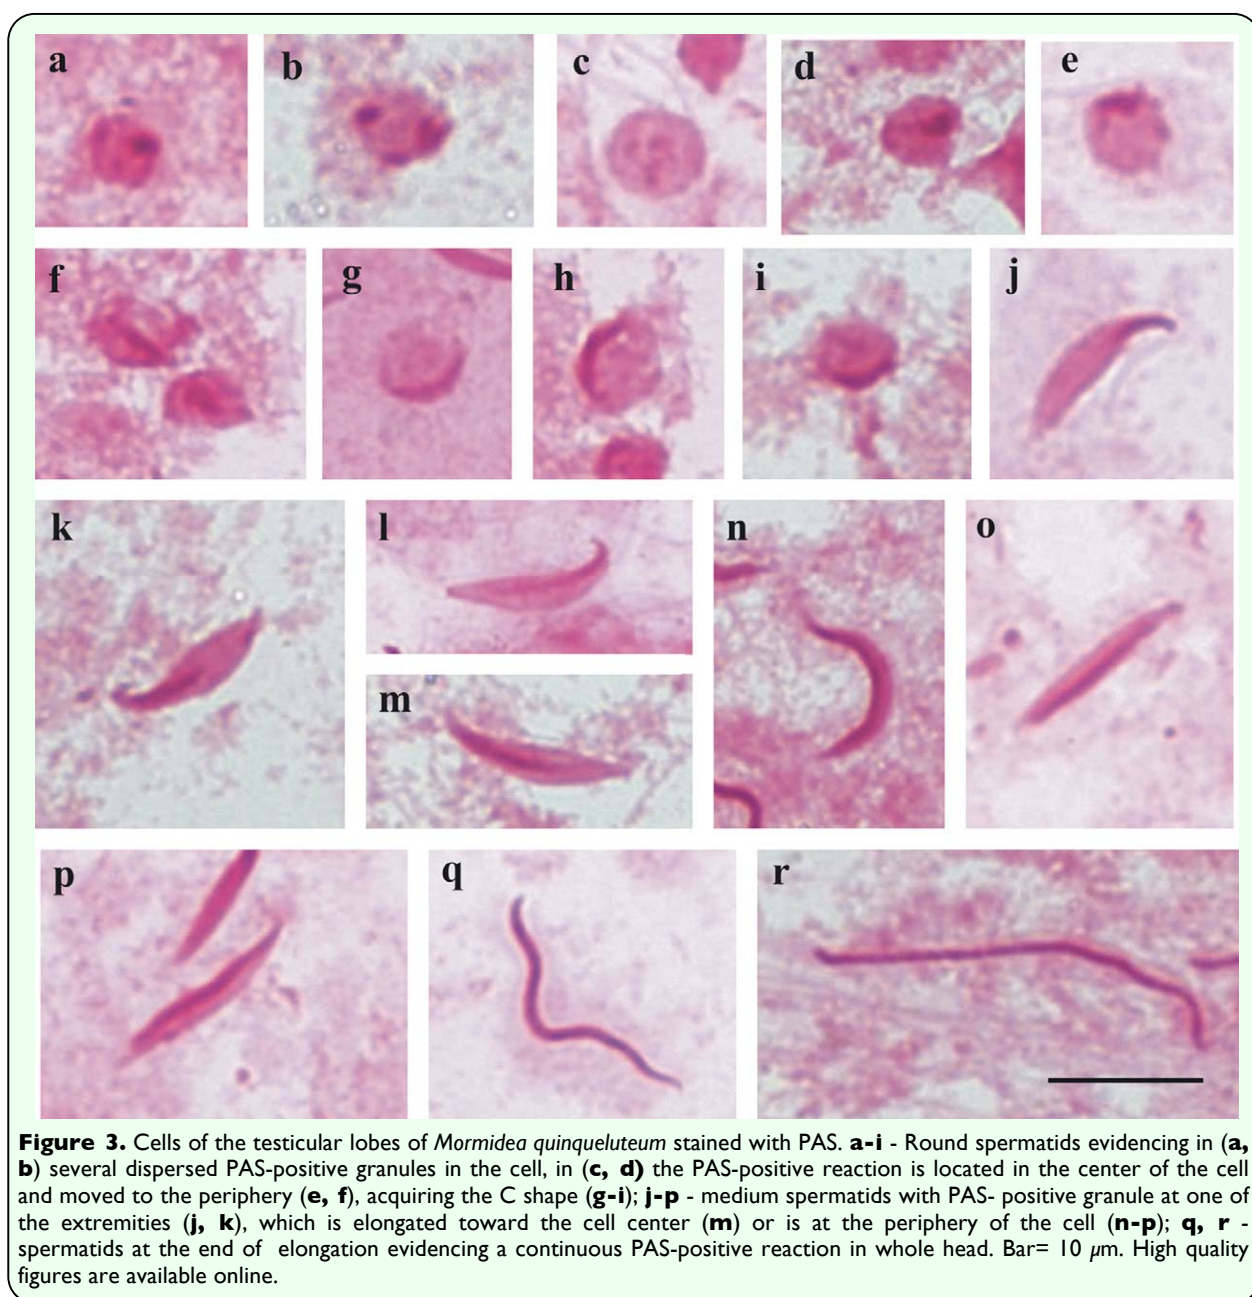 a b c d e
f g h i j
k l n o
m
p q r
Figure 3. Cells of the testicular lobes of Mormidea quinqueluteum stained with PAS. a-i - Round spermatids evidencing in (a,
b) several dispersed PAS-positive granules in the cell, in (c, d) the PAS-positive reaction is located in the center of the cell
and moved to the periphery (e, f), acquiring the C shape (g-i); j-p - medium spermatids with PAS- positive granule at one of
the extremities (j, k), which is elongated toward the cell center (m) or is at the periphery of the cell (n-p); q, r -
spermatids at the end of elongation evidencing a continuous PAS-positive reaction in whole head. Bar= 10 µm. High quality
figures are available online.